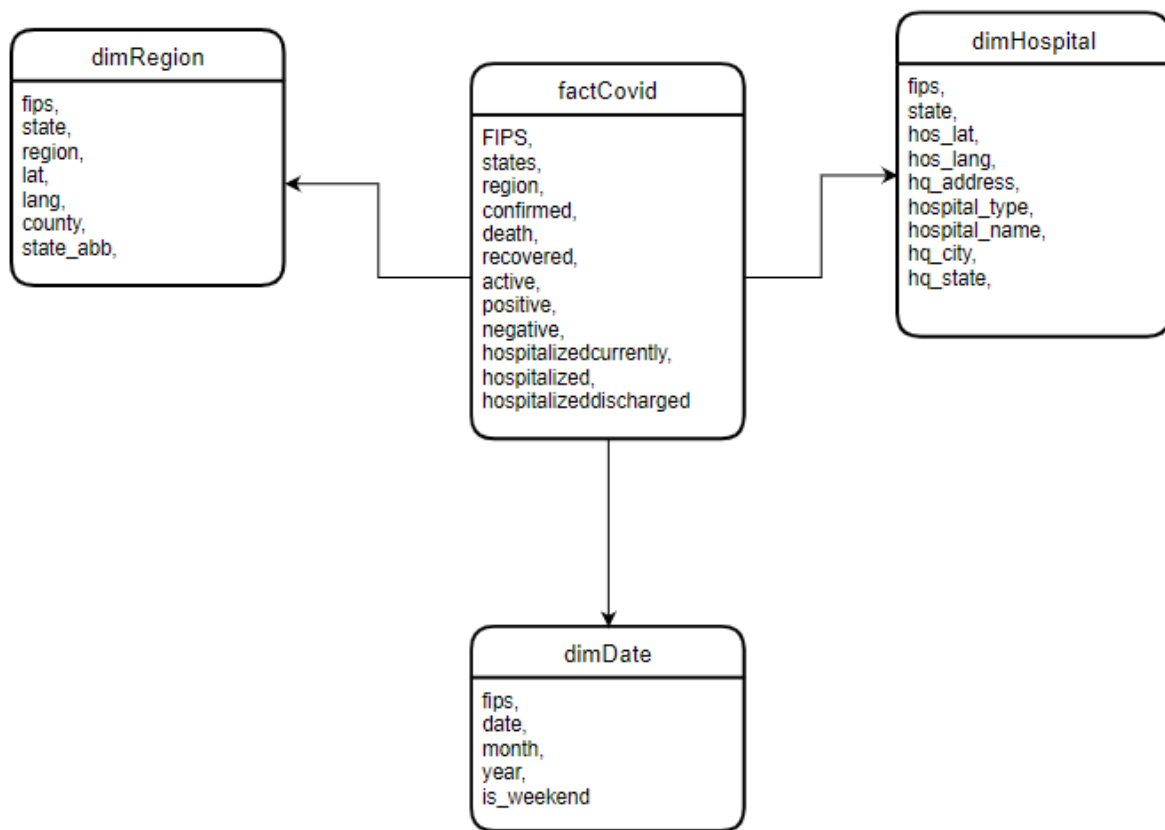 dimRegion
fips,
state,
region,
lat,
lang,
county,
state_abb,
factCovid
FIPS,
states,
region,
confirmed,
death,
recovered,
active,
positive,
negative,
hospitalizedcurrently,
hospitalized,
hospitalizeddischarged
dimHospital
fips,
state,
hos_lat,
hos_lang,
hq_address,
hospital_type,
hospital_name,
hq_city,
hq_state,
dimDate
fips,
date,
month,
year,
is_weekend